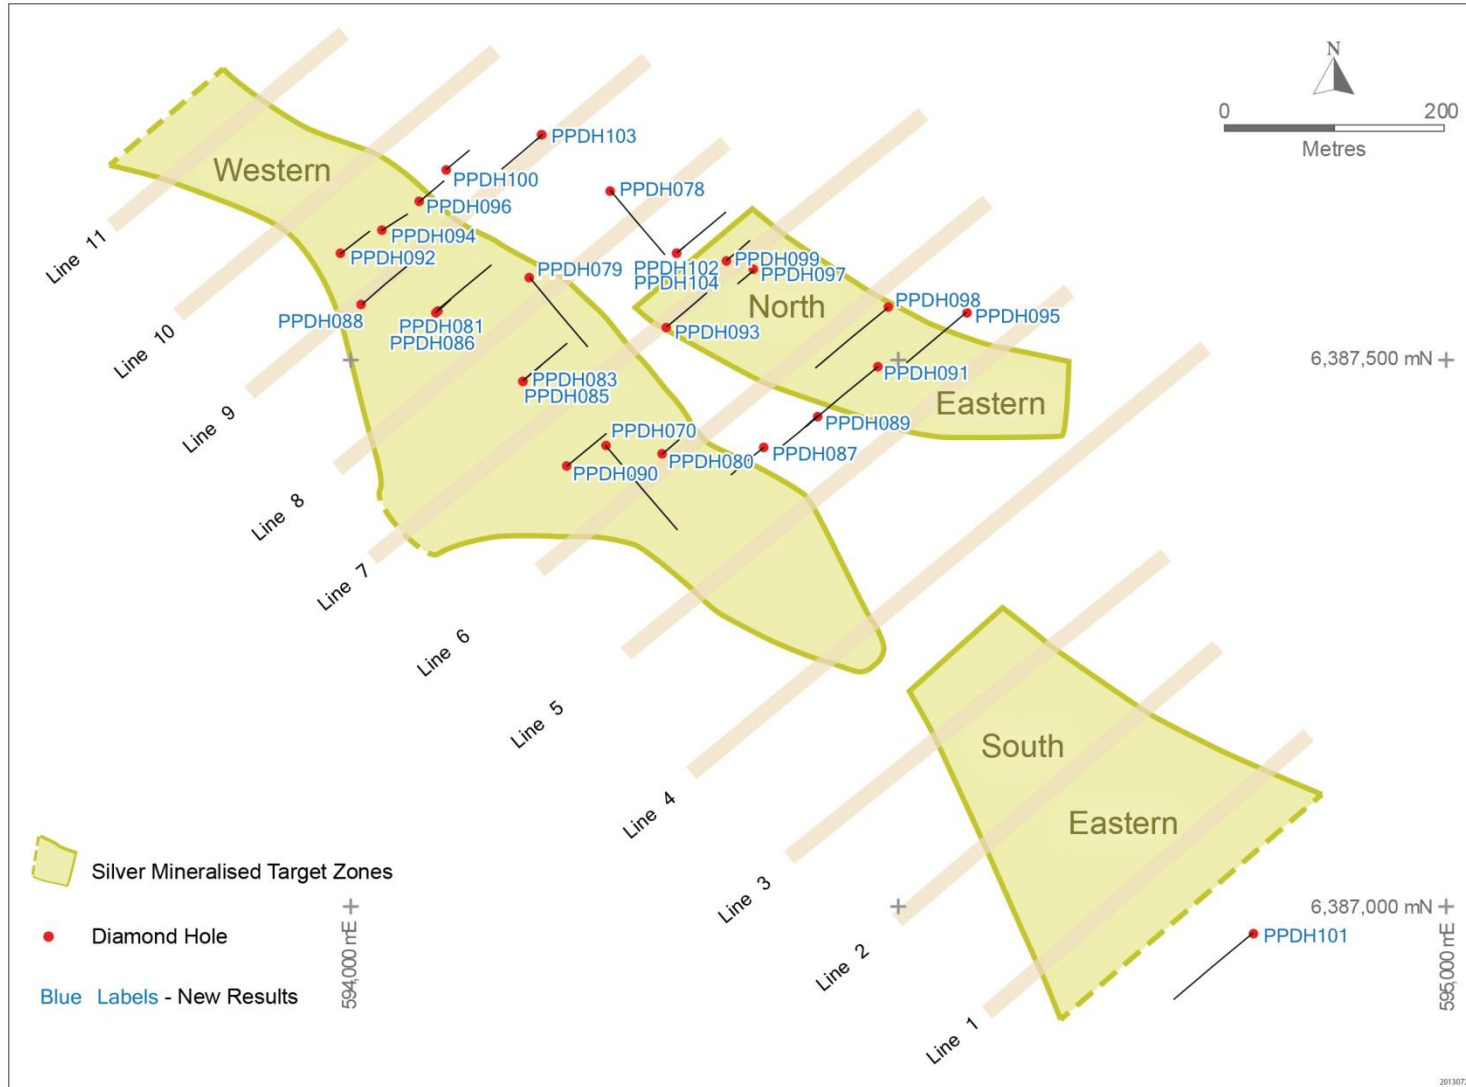 N
0 200
Metres
Western
PPDH103
PPDH100
PPDH096
PPDH078
PPDH094
PPDH092
Line 11
PPDH079
PPDH102
PPDH104
PPDH099
PPDH097
North
PPDH098
PPDH095
PPDH088
PPDH081
PPDH086
PPDH093
Line 10
6,387,500 mN
PPDH083
PPDH085
PPDH091
Eastern
PPDH089
Line 9
PPDH070
PPDH080
PPDH087
PPDH090
Line 8
Line 7
Line 6
Line 5
South
Eastern
Line 4
Line 3
Line 2
Line 1
6,387,000 mN
PPDH101
594,000 mE
595,000 mE
Silver Mineralised Target Zones
Diamond Hole
Blue Labels - New Results